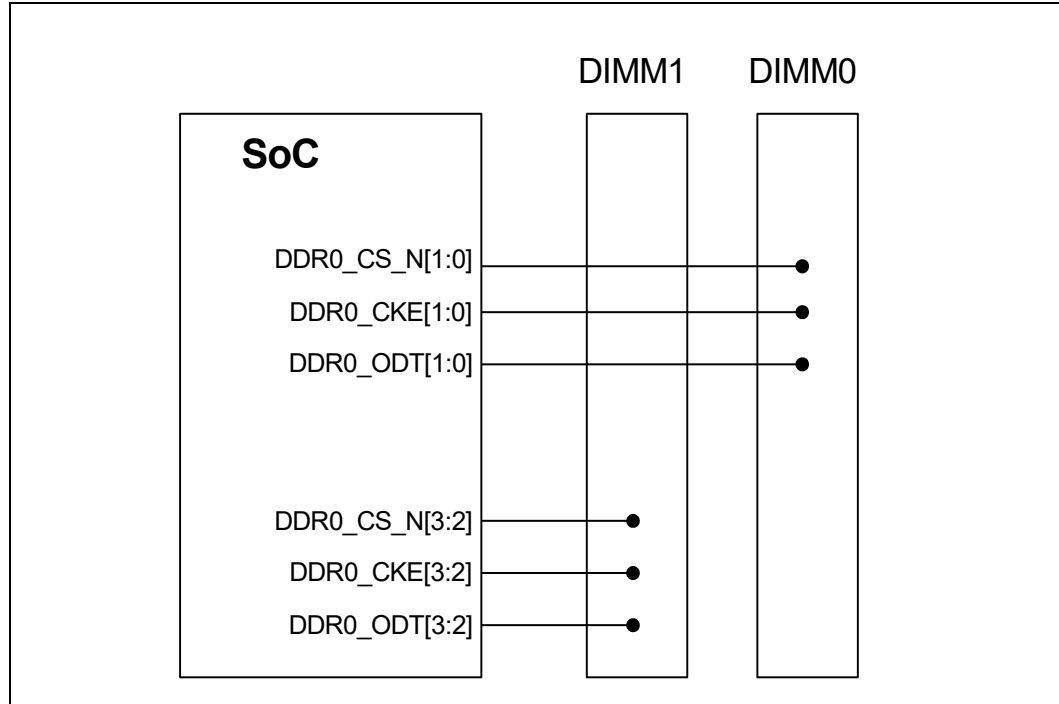 DIMM1 DIMM0
SoC
DDR0_CS_N[1:0]
DDR0_CKE[1:0]
DDR0_ODT[1:0]
DDR0_CS_N[3:2]
DDR0_CKE[3:2]
DDR0_ODT[3:2]